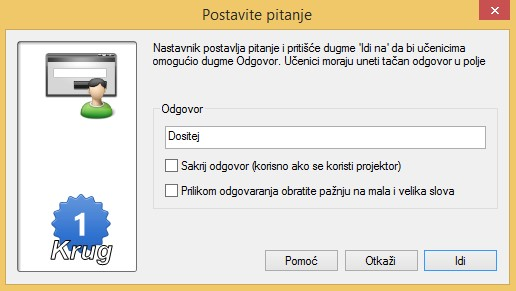 Postavite pitanje
Nastavnik postavlja pitanje i pritišće dugme 'Idi na' da bi učenicima
omogućio dugme Odgovor. Učenici moraju uneti tačan odgovor u polje
Odgovor
Dositej
Sakrij odgovor (korisno ako se koristi projektor)
Prilikom odgovaranja obratite pažnju na mala i velika slova
1
Krug
Pomoć
Otkaži
Idi